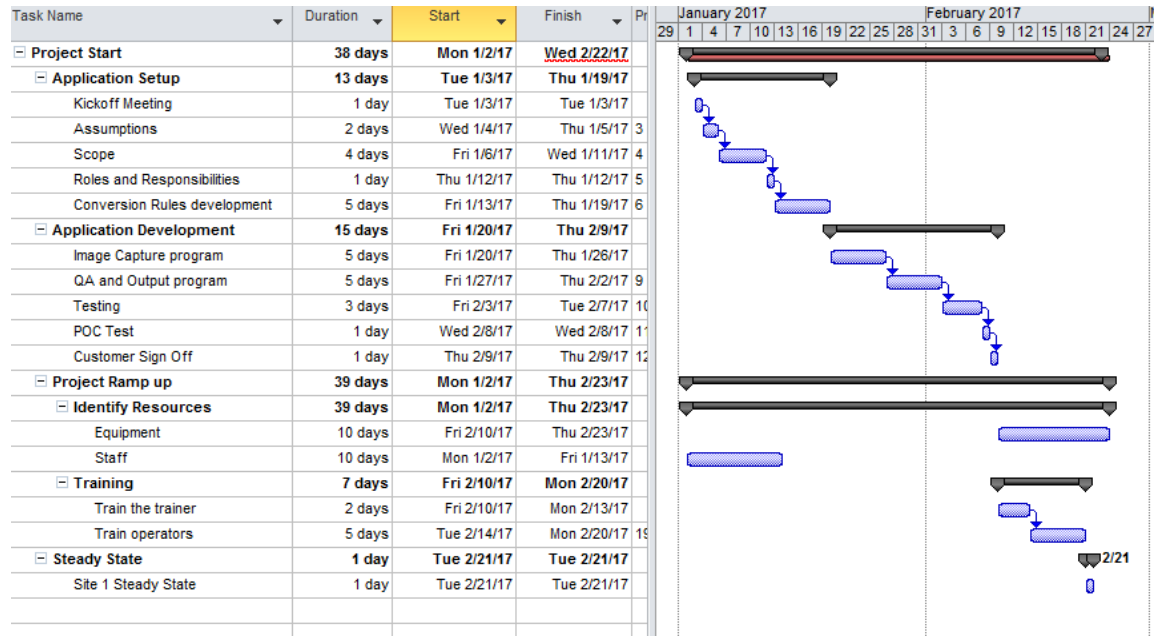 Task Name Duration Start Finish Pr January 2017 February 2017
29 1 4 7 10 13 16 19 22 25 28 31 3 6 9 12 15 18 21 24 27
Project Start 38 days Mon 1/2/17 Wed 2/22/17
Application Setup 13 days Tue 1/3/17 Thu 1/19/17
Kickoff Meeting 1 day Tue 1/3/17 Tue 1/3/17
Assumptions 2 days Wed 1/4/17 Thu 1/5/17 3
Scope 4 days Fri 1/6/17 Wed 1/11/17 4
Roles and Responsibilities 1 day Thu 1/12/17 Thu 1/12/17 5
Conversion Rules development 5 days Fri 1/13/17 Thu 1/19/17 6
Application Development 15 days Fri 1/20/17 Thu 2/9/17
Image Capture program 5 days Fri 1/20/17 Thu 1/26/17
QA and Output program 5 days Fri 1/27/17 Thu 2/2/17 9
Testing 3 days Fri 2/3/17 Tue 2/7/17 10
POC Test 1 day Wed 2/8/17 Wed 2/8/17 11
Customer Sign Off 1 day Thu 2/9/17 Thu 2/9/17 12
Project Ramp up 39 days Mon 1/2/17 Thu 2/23/17
Identify Resources 39 days Mon 1/2/17 Thu 2/23/17
Equipment 10 days Fri 2/10/17 Thu 2/23/17
Staff 10 days Mon 1/2/17 Fri 1/13/17
Training 7 days Fri 2/10/17 Mon 2/20/17
Train the trainer 2 days Fri 2/10/17 Mon 2/13/17
Train operators 5 days Tue 2/14/17 Mon 2/20/17 19
Steady State 1 day Tue 2/21/17 Tue 2/21/17 2/21
Site 1 Steady State 1 day Tue 2/21/17 Tue 2/21/17